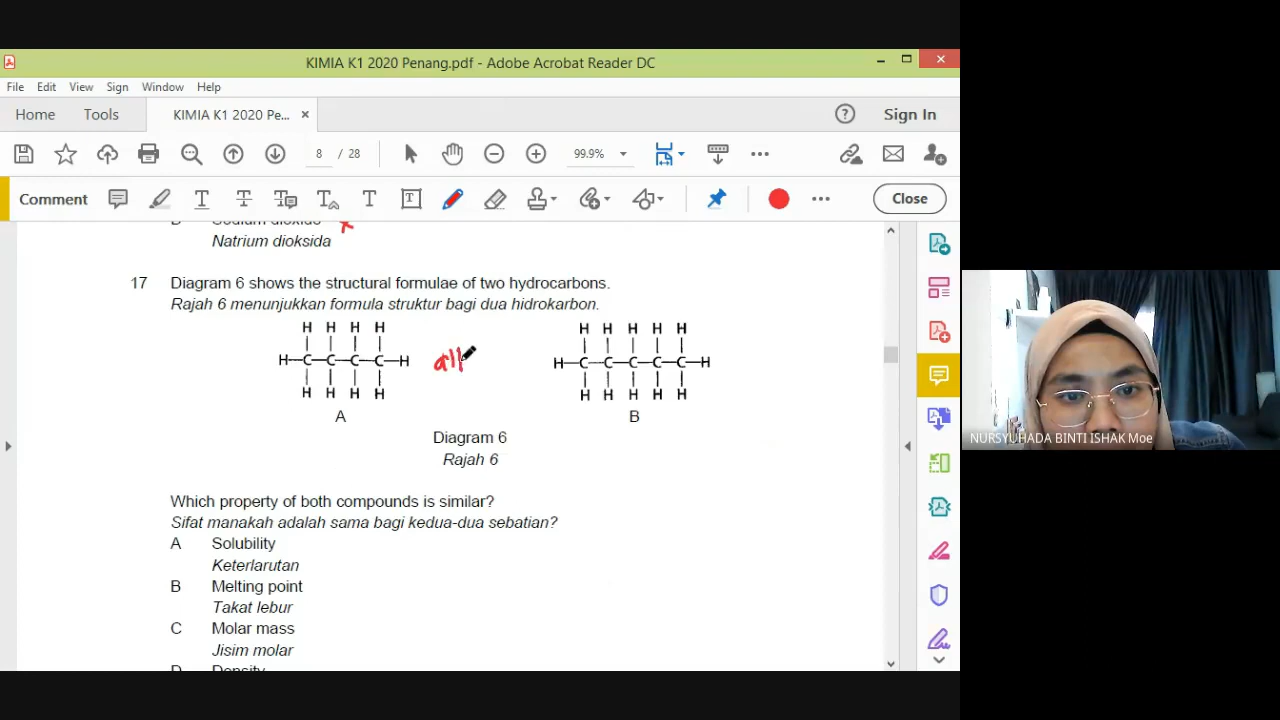 KIMIA K1 2020 Penang.pdf - Adobe Acrobat Reader DC
File Edit View Sign Window Help
Home Tools KIMIA K1 2020 Pe... × ? Sign In
8 / 28 99.9%
Comment Close
Natrium dioksida
17 Diagram 6 shows the structural formulae of two hydrocarbons.
Rajah 6 menunjukkan formula struktur bagi dua hidrokarbon.
H H H H H H H H H
H C C C C H all H C C C C C H
H H H H H H H H H
A B
Diagram 6
Rajah 6
Which property of both compounds is similar?
Sifat manakah adalah sama bagi kedua-dua sebatian?
A Solubility
Keterlarutan
B Melting point
Takat lebur
C Molar mass
Jisim molar
NURSYUHADA BINTI ISHAK Moe